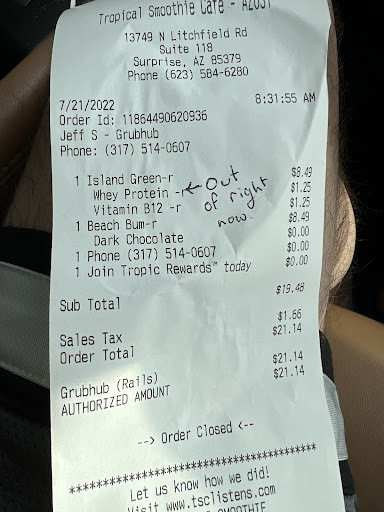 Tropical Smoothie Cafe - AZ051
13749 N Litchfield Rd
Suite 118
Surprise, AZ 85379
Phone (623) 584-6280
7/21/2022 8:31:55 AM
Order Id: 11864490620936
Jeff S - Grubhub
Phone: (317) 514-0607
1 Island Green-r $8.49
Whey Protein -r $1.25
← Out of right now.
Vitamin B12 -r $1.25
1 Beach Bum-r $8.49
Dark Chocolate $0.00
1 Phone (317) 514-0607 $0.00
1 Join Tropic Rewards™ today $0.00
Sub Total $19.48
Sales Tax $1.66
Order Total $21.14
Grubhub (Rails) $21.14
AUTHORIZED AMOUNT $21.14
--> Order Closed <--
****************************************
Let us know how we did!
Visit www.tsclistens.com
SMOOTHIE